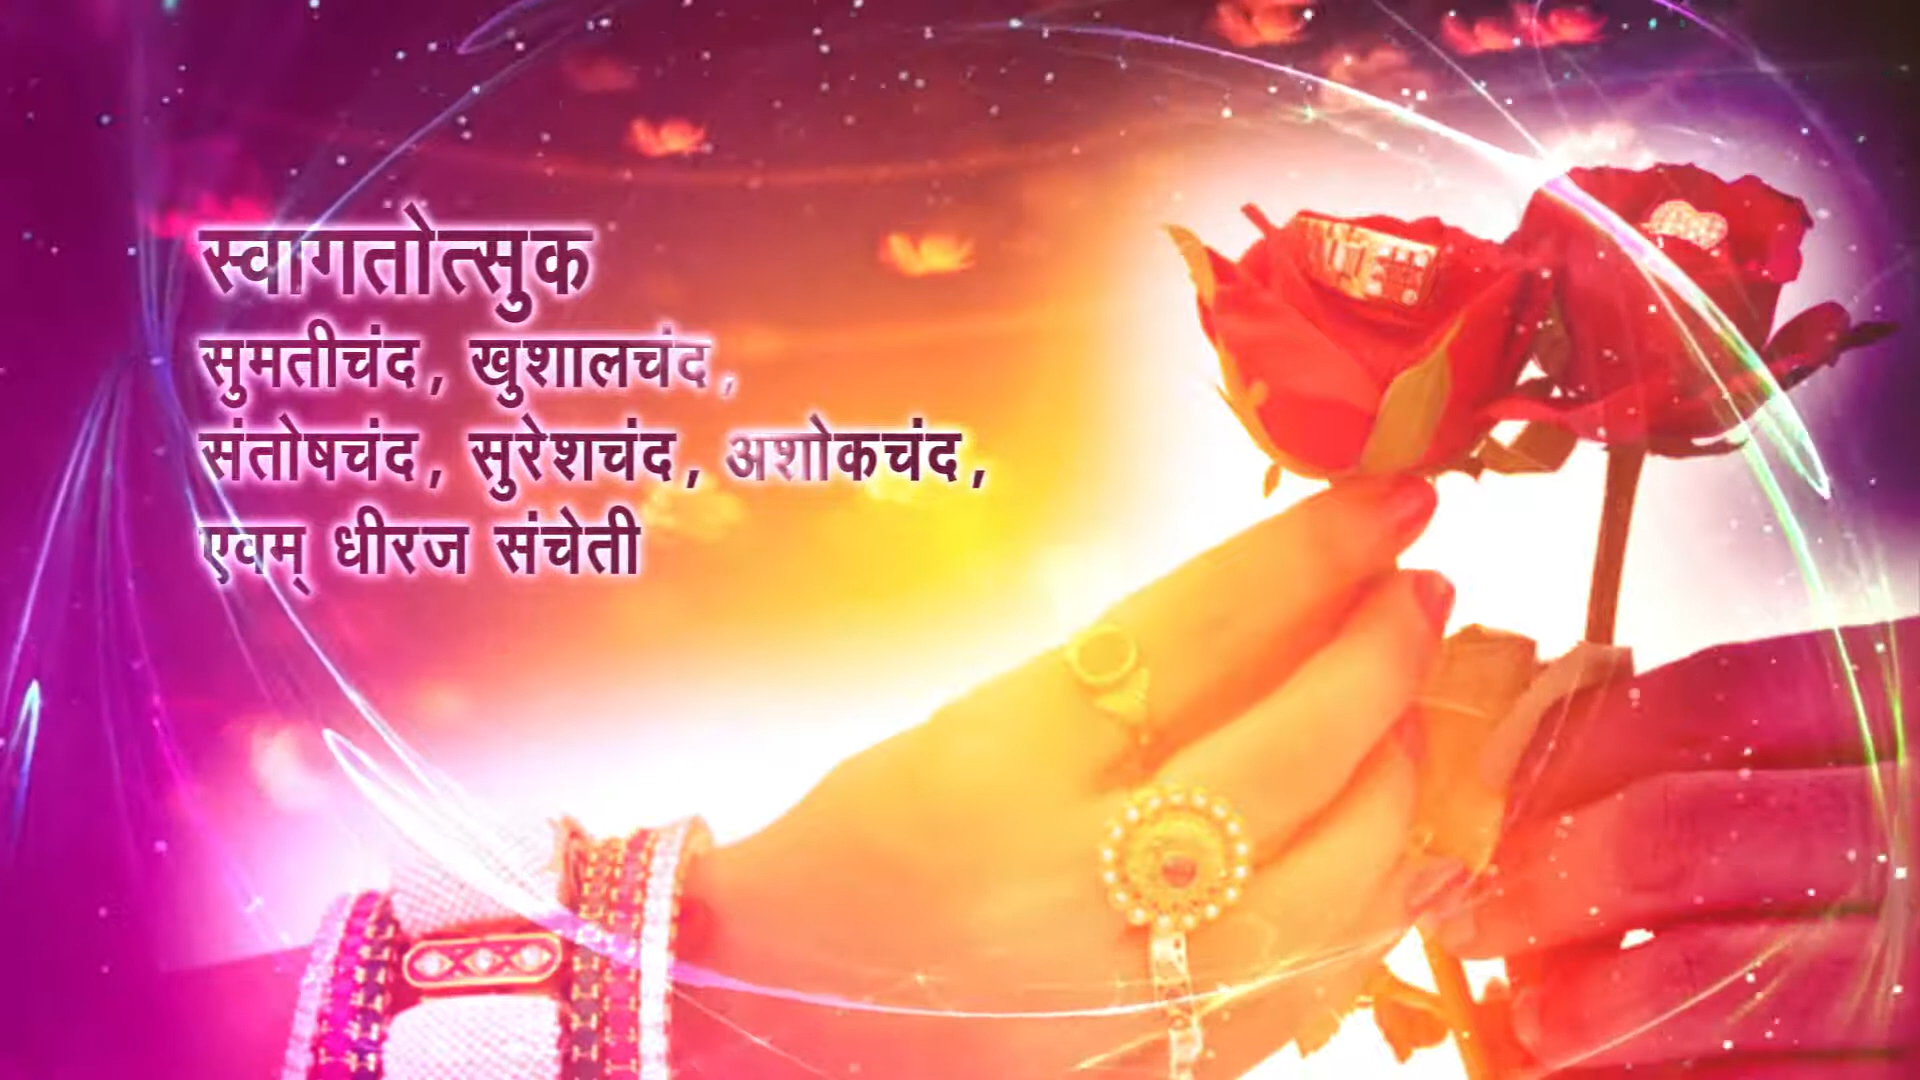 स्वागतोत्सुक
सुमतीचंद, खुशालचंद,
संतोषचंद, सुरेशचंद, अशोकचंद,
एवम् धीरज संचेती